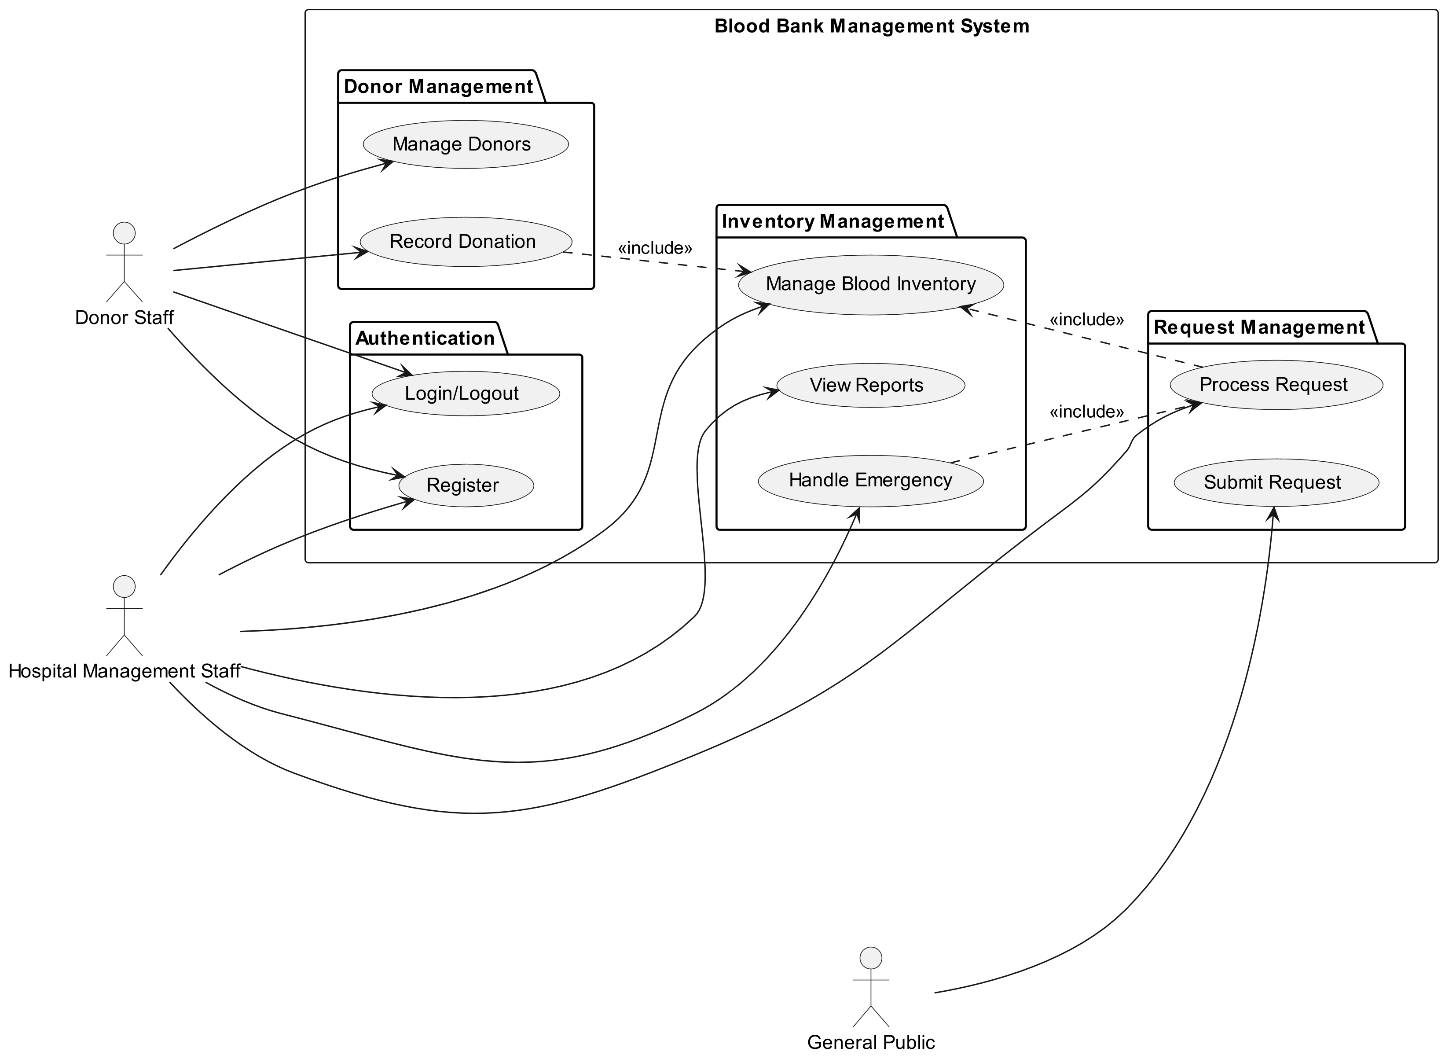 Blood Bank Management System
Donor Management
Manage Donors
Record Donation
«include»
Inventory Management
Manage Blood Inventory
View Reports
Handle Emergency
«include»
«include»
Request Management
Process Request
Submit Request
Authentication
Login/Logout
Register
Donor Staff
Hospital Management Staff
General Public